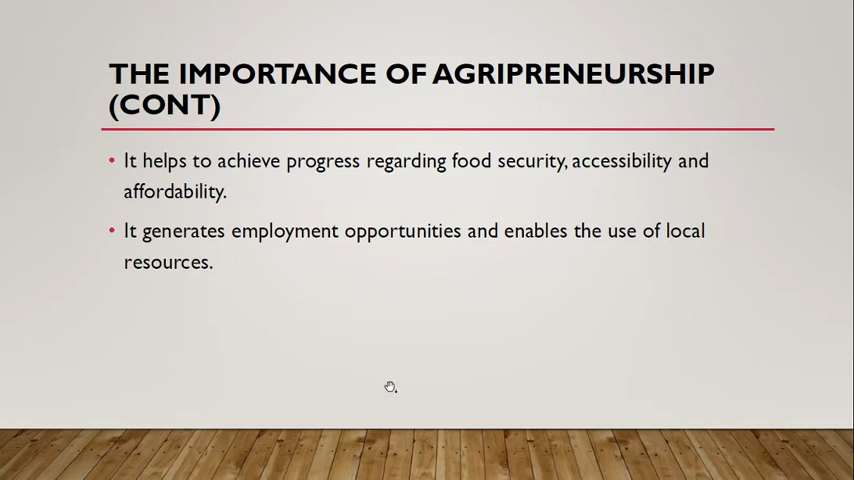 THE IMPORTANCE OF AGRIPRENEURSHIP
(CONT)
• It helps to achieve progress regarding food security, accessibility and
affordability.
• It generates employment opportunities and enables the use of local
resources.